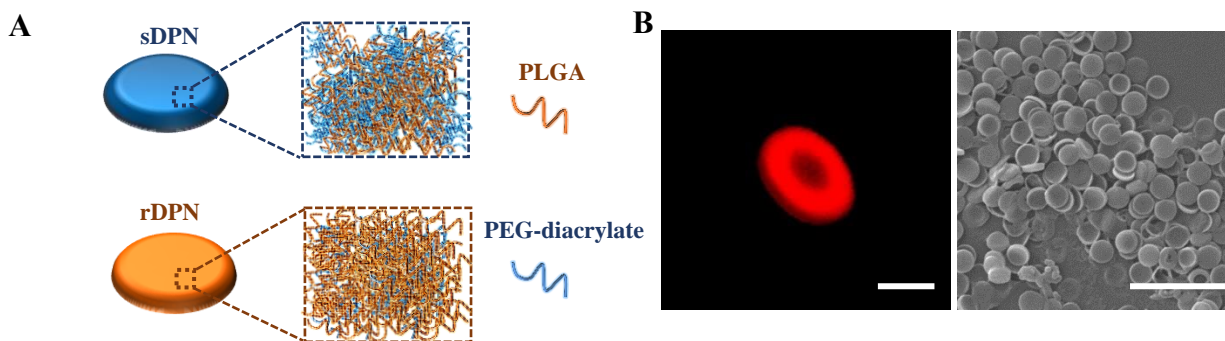 A
sDPN
PLGA
rDPN
PEG-diacrylate
B